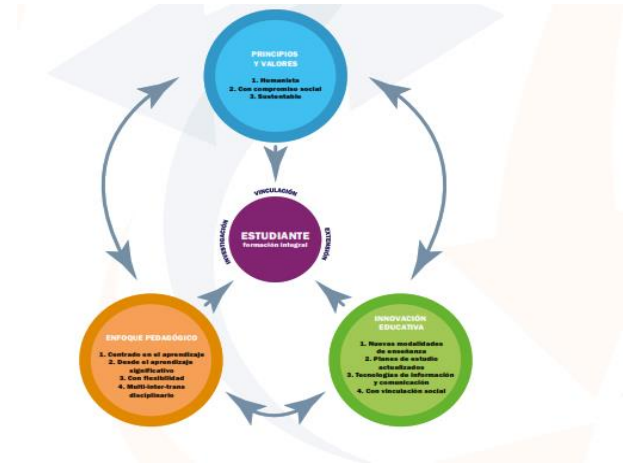 PRINCIPIOS
Y VALORES
1. Humanista
2. Con compromiso social
3. Sustentable
VINCULACIÓN
INVESTIGACIÓN
EXTENSIÓN
ESTUDIANTE
formación integral
ENFOQUE PEDAGÓGICO
1. Centrado en el aprendizaje
2. Desde el aprendizaje
significativo
3. Con flexibilidad
4. Multi-inter-trans
disciplinario
INNOVACIÓN
EDUCATIVA
1. Nuevas modalidades
de enseñanza
2. Planes de estudio
actualizados
3. Tecnologías de información
y comunicación
4. Con vinculación social